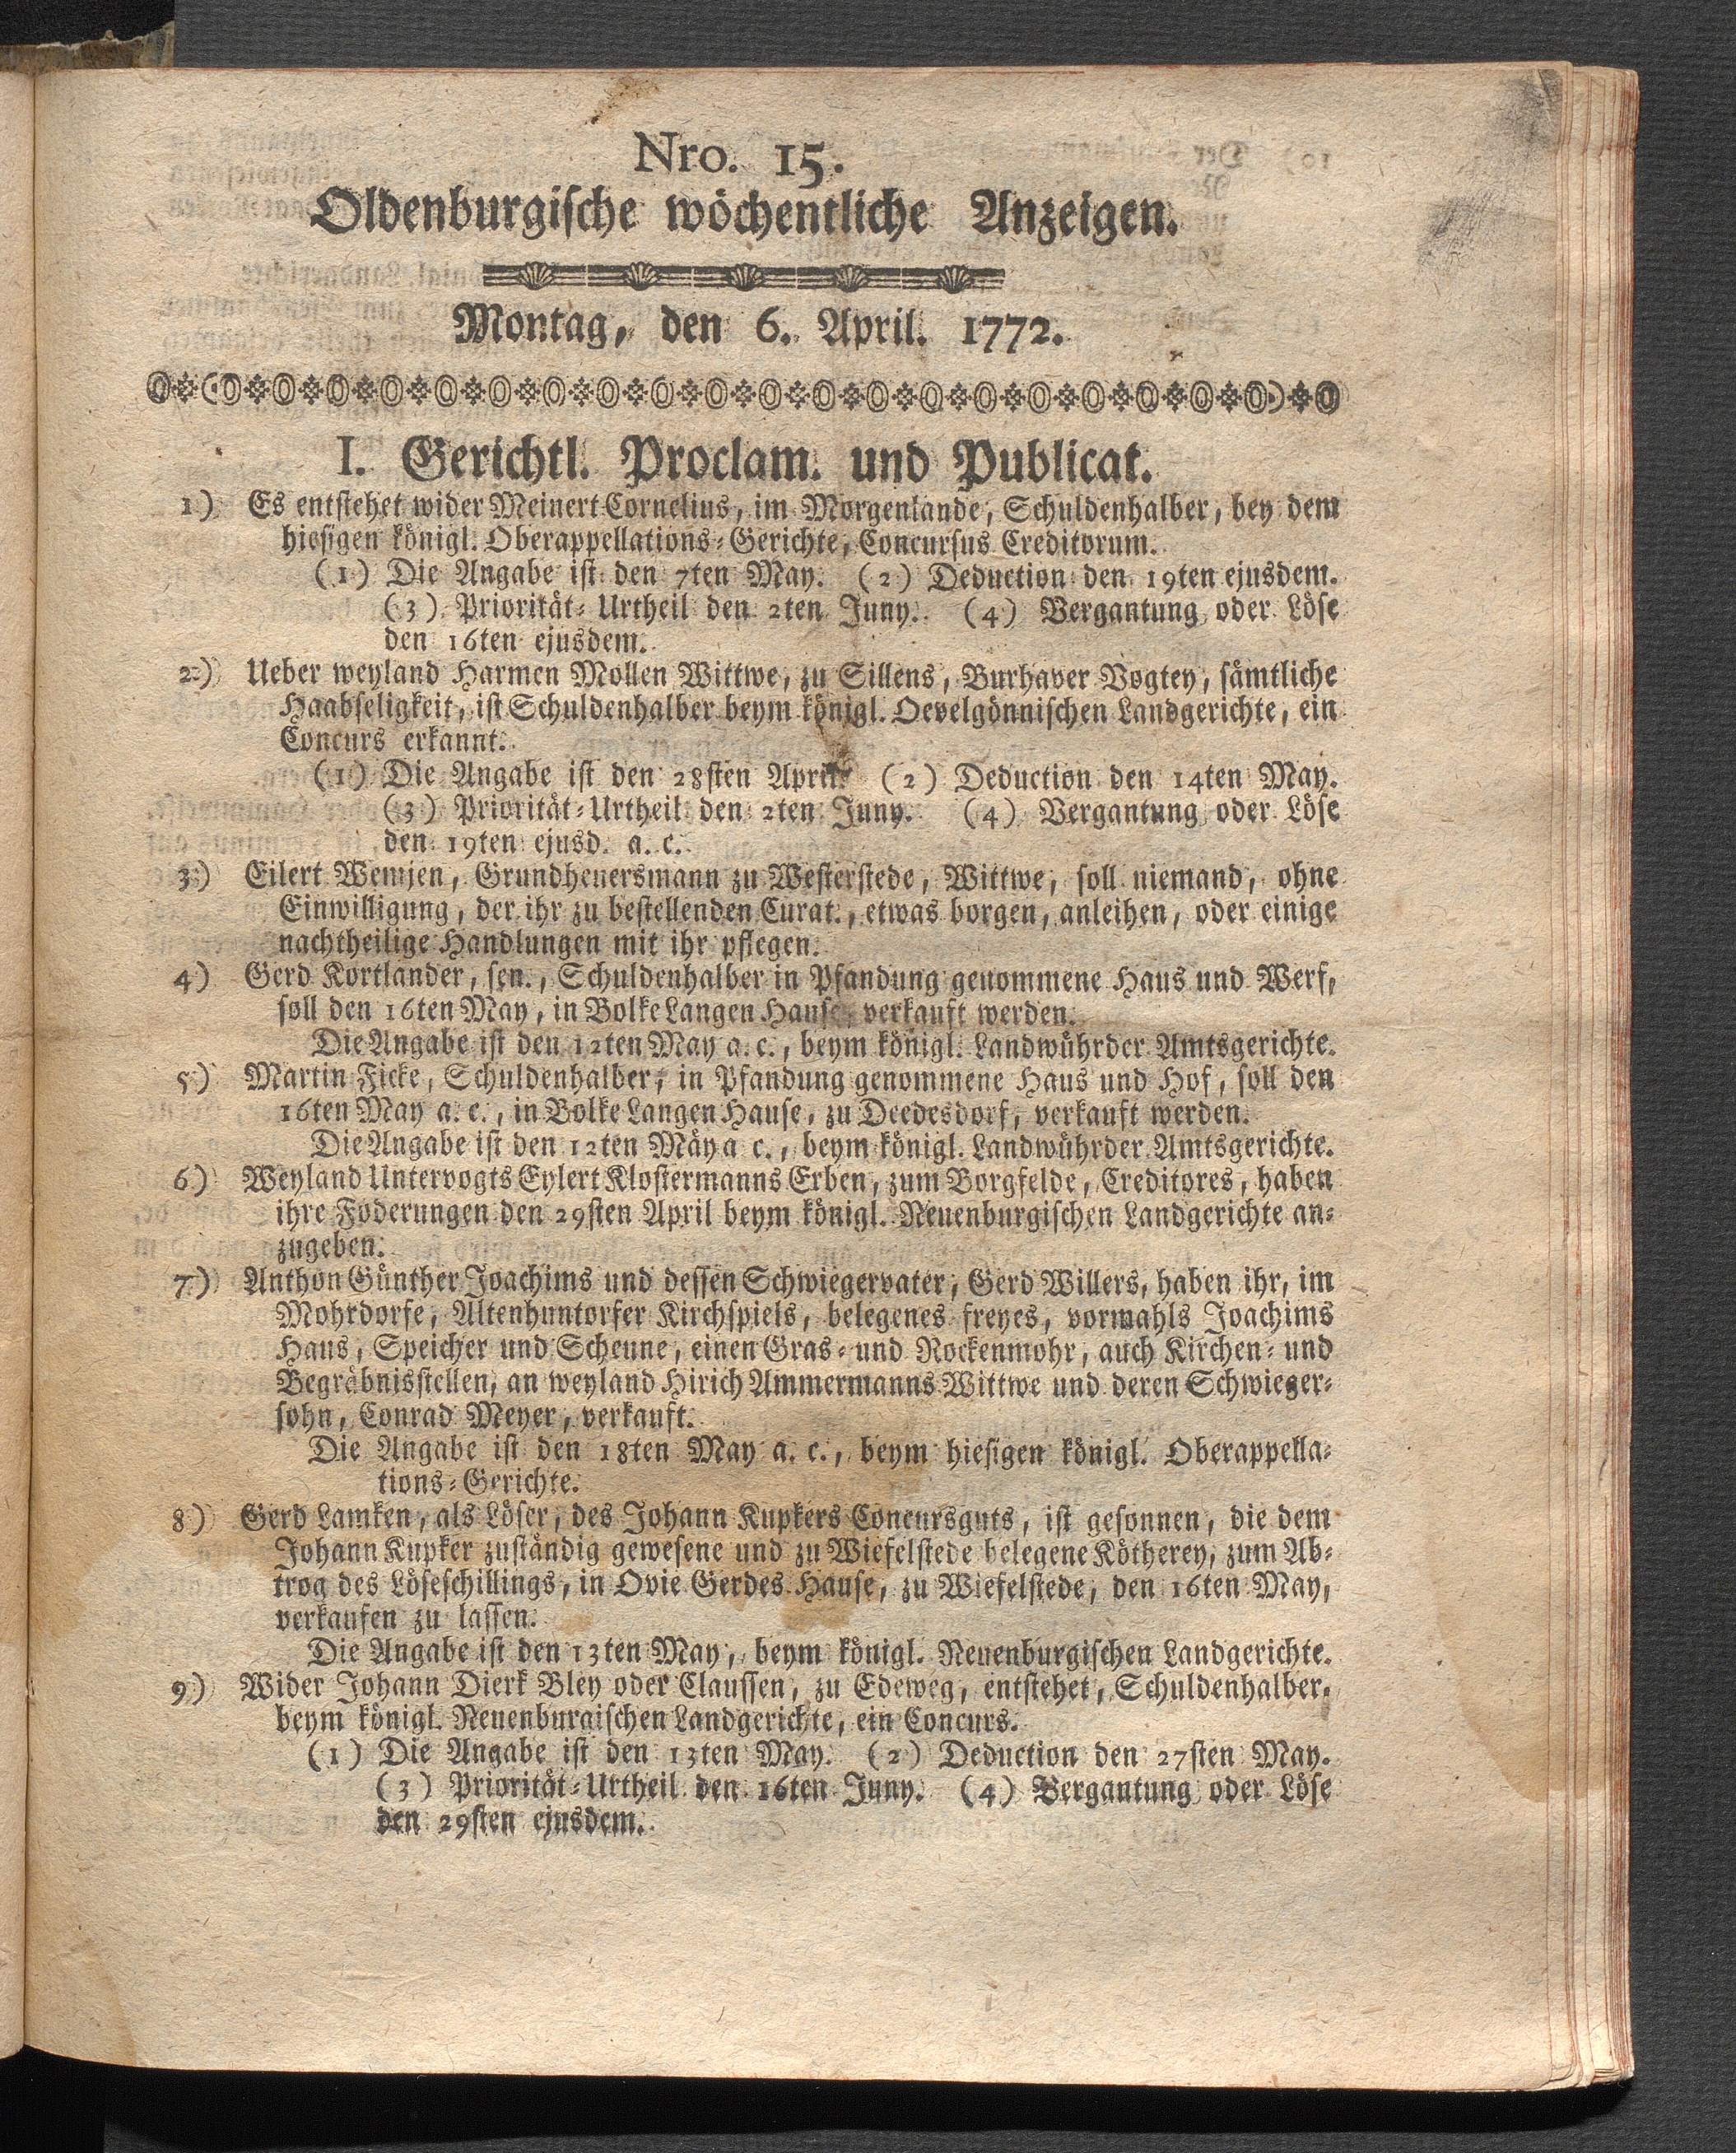 Nro. 15.
Oldenburgische wöchentliche Anzeigen.
Montag, den 6. April. 1772.
I. Gerichtl. Proclam. und Publicat.
1) Es entstehet wider Meinert Cornelius, im Morgenlande, Schuldenhalber, bey dem
hiesigen königl. Oberappellations-Gerichte, Concursus Creditorum.
(1) Die Angabe ist den 7ten May. (2) Deduction den 19ten ejusdem.
(3) Priorität-Urtheil den 2ten Juny. (4) Vergantung oder Löse
den 16ten ejusdem.
2) Ueber weyland Harmen Mollen Wittwe, zu Sillens, Burhaver Vogtey, sämtliche
Haabseligkeit, ist Schuldenhalber beym königl. Oevelgönnischen Landgerichte, ein
Concurs erkannt.
(1) Die Angabe ist den 28sten April. (2) Deduction den 14ten May.
(3) Priorität-Urtheil den 2ten Juny. (4) Vergantung oder Löse
den 19ten ejusd. a. c.
3) Eilert Wemjen, Grundheuersmann zu Westerstede, Wittwe, soll niemand, ohne
Einwilligung, der ihr zu bestellenden Curat., etwas borgen, anleihen, oder einige
nachtheilige Handlungen mit ihr pflegen.
4) Gerd Kortlander, sen., Schuldenhalber in Pfandung genommene Haus und Werf,
soll den 16ten May, in Bolke Langen Hause, verkauft werden.
Die Angabe ist den 12ten May a. c., beym königl. Landwührder Amtsgerichte.
5) Martin Ficke, Schuldenhalber, in Pfandung genommene Haus und Hof, soll den
16ten May a. c., in Bolke Langen Hause, zu Deedesdorf, verkauft werden.
Die Angabe ist den 12ten Mäy a c., beym königl. Landwührder Amtsgerichte.
6) Weyland Untervogts Eylert Klostermanns Erben, zum Borgfelde, Creditores, haben
ihre Foderungen den 29sten April beym königl. Neuenburgischen Landgerichte an-
zugeben.
7) Anthon Günther Joachims und dessen Schwiegervater, Gerd Willers, haben ihr, im
Mohrdorfe, Altenhuntorfer Kirchspiels, belegenes freyes, vormahls Joachims
Haus, Speicher und Scheune, einen Gras- und Rockenmohr, auch Kirchen- und
Begräbnisstellen, an weyland Hirich Ammermanns Wittwe und deren Schwieger-
sohn, Conrad Meyer, verkauft.
Die Angabe ist den 18ten May a. c., beym hiesigen königl. Oberappella-
tions-Gerichte.
8) Gerd Lamken, als Löser, des Johann Kupkers Concursguts, ist gesonnen, die dem
Johann Kupker zuständig gewesene und zu Wiefelstede belegene Kötherey, zum Ab-
trog des Löseschillings, in Ovie Gerdes Hause, zu Wiefelstede, den 16ten May,
verkaufen zu lassen.
Die Angabe ist den 13ten May, beym königl. Neuenburgischen Landgerichte.
9) Wider Johann Dierk Bley oder Claussen, zu Edeweg, entstehet, Schuldenhalber,
beym königl. Neuenburgischen Landgerichte, ein Concurs.
(1) Die Angabe ist den 13ten May. (2) Deduction den 27sten May.
(3) Priorität-Urtheil den 16ten Juny. (4) Vergantung oder Löse
den 29sten ejusdem.